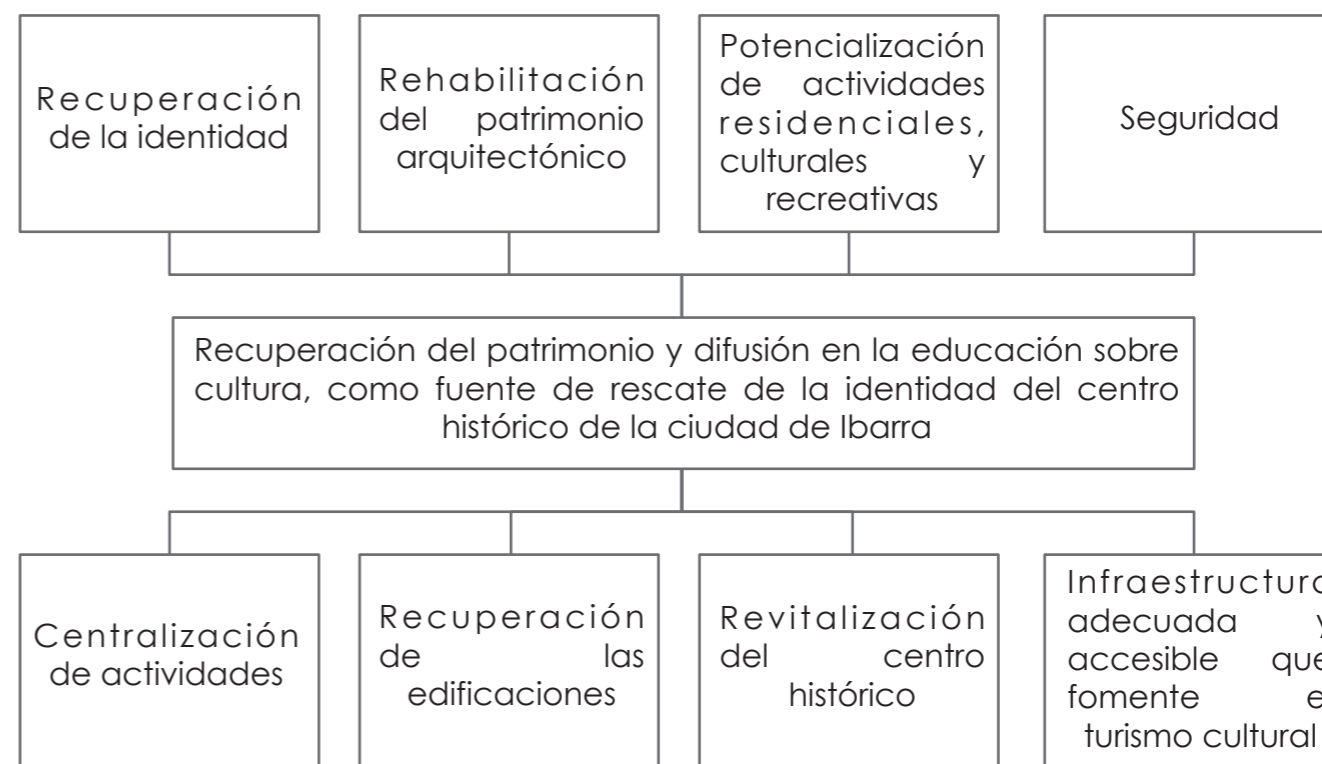 Recuperación
de la identidad
Rehabilitación
del patrimonio
arquitectónico
Potencialización
de actividades
residenciales,
culturales y
recreativas
Seguridad
Recuperación del patrimonio y difusión en la educación sobre
cultura, como fuente de rescate de la identidad del centro
histórico de la ciudad de Ibarra
Centralización
de actividades
Recuperación
de las
edificaciones
Revitalización
del centro
histórico
Infraestructura
adecuada y
accesible que
fomente e
turismo cultural